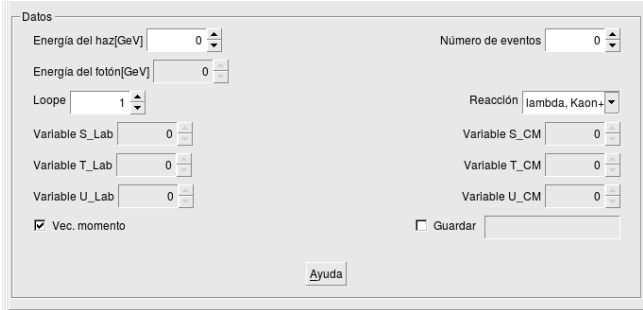 Datos
Energía del haz[GeV] 0 Número de eventos 0
Energía del fotón[GeV] 0
Loope 1 Reacción lambda, Kaon+
Variable S_Lab 0 Variable S_CM 0
Variable T_Lab 0 Variable T_CM 0
Variable U_Lab 0 Variable U_CM 0
Vec. momento Guardar
Ayuda